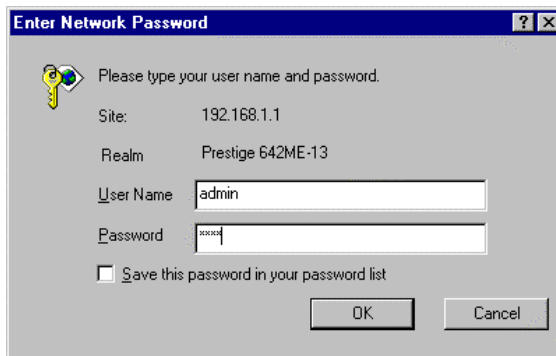 Enter Network Password
Please type your user name and password.
Site: 192.168.1.1
Realm Prestige 642ME-13
User Name admin
Password ****
Save this password in your password list
OK Cancel